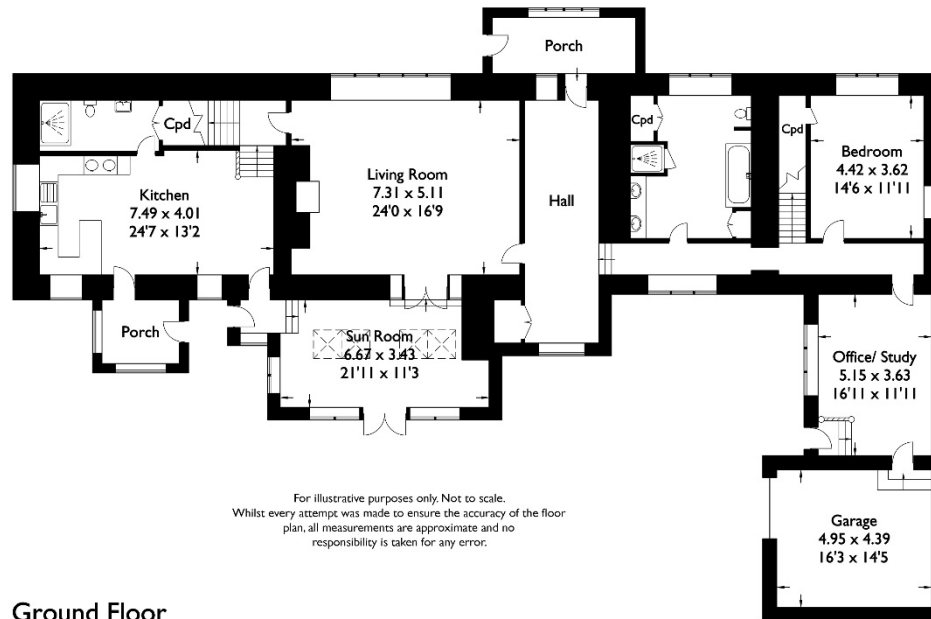 Porch
Cpd
Living Room
7.31 x 5.11
24'0 x 16'9
Kitchen
7.49 x 4.01
24'7 x 13'2
Hall
Cpd
Cpd
Bedroom
4.42 x 3.62
14'6 x 11'11
Porch
Sun Room
6.67 x 3.43
21'11 x 11'3
Office/ Study
5.15 x 3.63
16'11 x 11'11
Garage
4.95 x 4.39
16'3 x 14'5
For illustrative purposes only. Not to scale.
Whilst every attempt was made to ensure the accuracy of the floor
plan, all measurements are approximate and no
responsibility is taken for any error.
Ground Floor